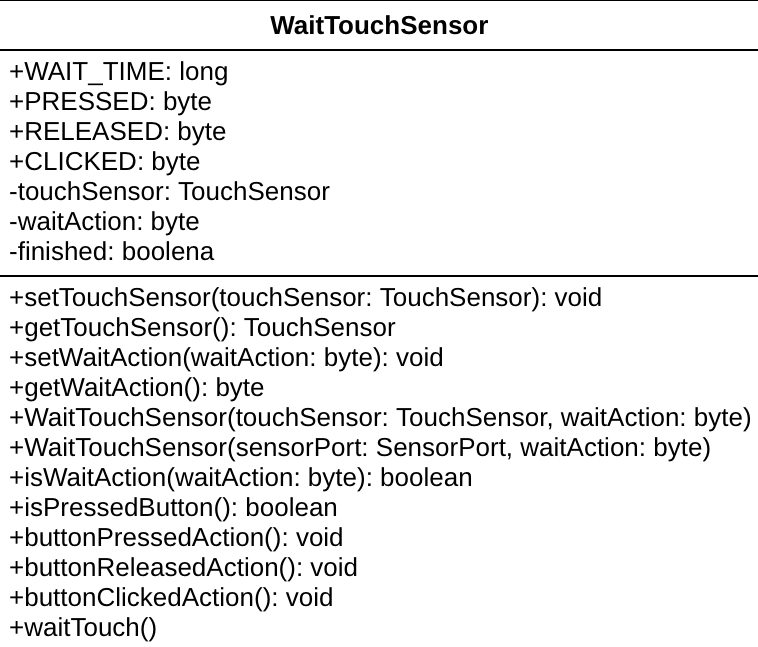 WaitTouchSensor
+WAIT_TIME: long
+PRESSED: byte
+RELEASED: byte
+CLICKED: byte
-touchSensor: TouchSensor
-waitAction: byte
-finished: boolena
+setTouchSensor(touchSensor: TouchSensor): void
+getTouchSensor(): TouchSensor
+setWaitAction(waitAction: byte): void
+getWaitAction(): byte
+WaitTouchSensor(touchSensor: TouchSensor, waitAction: byte)
+WaitTouchSensor(sensorPort: SensorPort, waitAction: byte)
+isWaitAction(waitAction: byte): boolean
+isPressedButton(): boolean
+buttonPressedAction(): void
+buttonReleasedAction(): void
+buttonClickedAction(): void
+waitTouch()